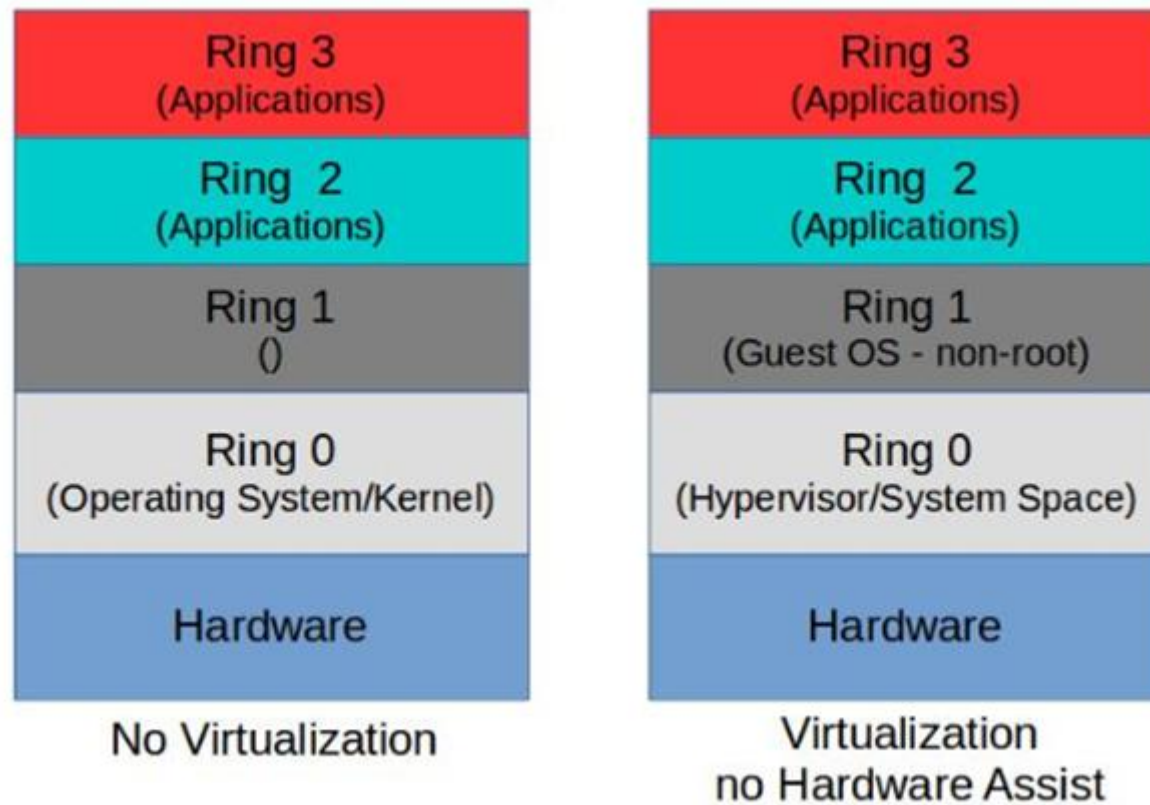 Ring 3
(Applications)
Ring 2
(Applications)
Ring 1
()
Ring 0
(Operating System/Kernel)
Hardware
No Virtualization
Ring 3
(Applications)
Ring 2
(Applications)
Ring 1
(Guest OS - non-root)
Ring 0
(Hypervisor/System Space)
Hardware
Virtualization
no Hardware Assist